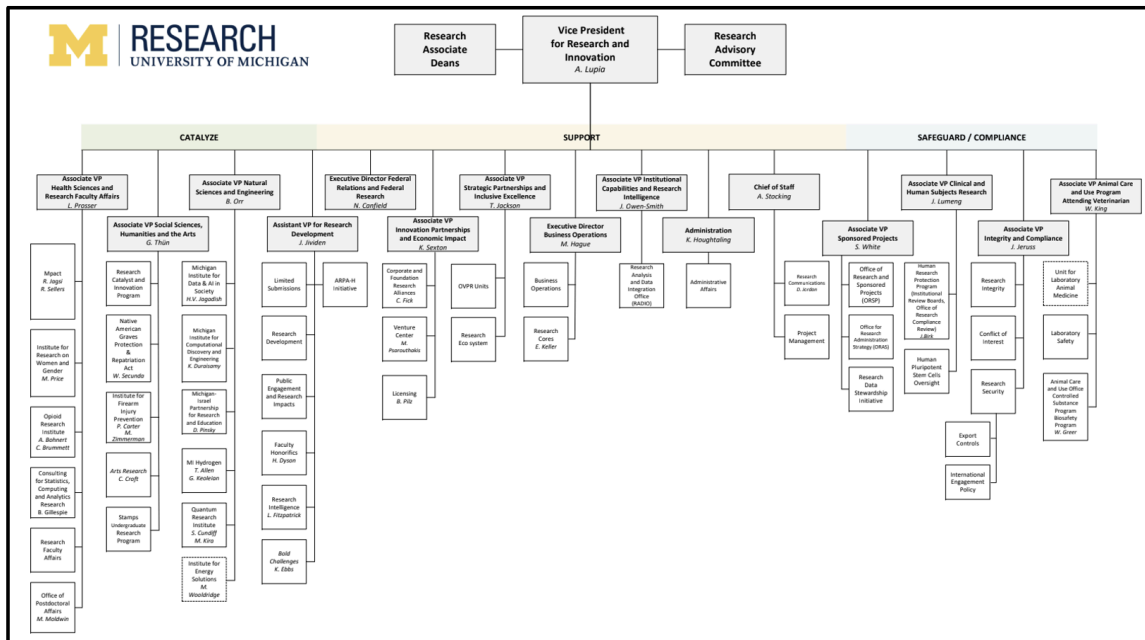 M RESEARCH
UNIVERSITY OF MICHIGAN
Research
Associate
Deans
Vice President
for Research and
Innovation
A. Lupia
Research
Advisory
Committee
CATALYZE
SUPPORT
SAFEGUARD / COMPLIANCE
Associate VP
Health Sciences and
Research Faculty Affairs
L. Prosser
Associate VP Natural
Sciences and Engineering
B. Orr
Executive Director Federal
Relations and Federal
Research
N. Canfield
Associate VP
Strategic Partnerships and
Inclusive Excellence
T. Jackson
Associate VP Institutional
Capabilities and Research
Intelligence
J. Owen-Smith
Chief of Staff
A. Stocking
Associate VP Clinical and
Human Subjects Research
J. Lumeng
Associate VP Animal Care
and Use Program
Attending Veterinarian
W. King
Associate VP Social Sciences,
Humanities and the Arts
G. Thün
Assistant VP for Research
Development
J. Jividen
Associate VP
Innovation Partnerships
and Economic Impact
K. Sexton
Executive Director
Business Operations
M. Hague
Administration
K. Houghtaling
Associate VP
Sponsored Projects
S. White
Associate VP
Integrity and Compliance
J. Jeruss
Mpact
R. Jagsi
R. Sellers
Institute for
Research on
Women and
Gender
M. Price
Opioid
Research
Institute
A. Bohnert
C. Brummett
Consulting
for Statistics,
Computing
and Analytics
Research
B. Gillespie
Research
Faculty
Affairs
Office of
Postdoctoral
Affairs
M. Moldwin
Research
Catalyst and
Innovation
Program
Native
American
Graves
Protection
&
Repatriation
Act
W. Secunda
Institute for
Firearm
Injury
Prevention
P. Carter
M.
Zimmerman
Arts Research
C. Croft
Stamps
Undergraduate
Research
Program
Michigan
Institute for
Data & AI in
Society
H.V. Jagadish
Michigan
Institute for
Computational
Discovery and
Engineering
K. Duraisamy
Michigan-
Israel
Partnership
for Research
and Education
D. Pinsky
MI Hydrogen
T. Allen
G. Keoleian
Quantum
Research
Institute
S. Cundiff
M. Kira
Institute for
Energy
Solutions
M.
Wooldridge
Limited
Submissions
Research
Development
Public
Engagement
and Research
Impacts
Faculty
Honorifics
H. Dyson
Research
Intelligence
L. Fitzpatrick
Bold
Challenges
K. Ebbs
ARPA-H
Initiative
Corporate and
Foundation
Research
Alliances
C. Fick
Venture
Center
M.
Psarouthakis
Licensing
B. Pilz
OVPR Units
Research
Eco system
Business
Operations
Research
Cores
E. Keller
Research
Analysis
and Data
Integration
Office
(RADIO)
Administrative
Affairs
Research
Communications
D. Jordan
Project
Management
Office of
Research and
Sponsored
Projects (ORSP)
Office for
Research
Administration
Strategy (ORAS)
Research
Data
Stewardship
Initiative
Human
Research
Protection
Program
(Institutional
Review Boards,
Office of
Research
Compliance
Review)
J.Birk
Human
Pluripotent
Stem Cells
Oversight
Research
Integrity
Conflict of
Interest
Research
Security
Export
Controls
International
Engagement
Policy
Unit for
Laboratory
Animal
Medicine
Laboratory
Safety
Animal Care
and Use Office
Controlled
Substance
Program
Biosafety
Program
W. Greer